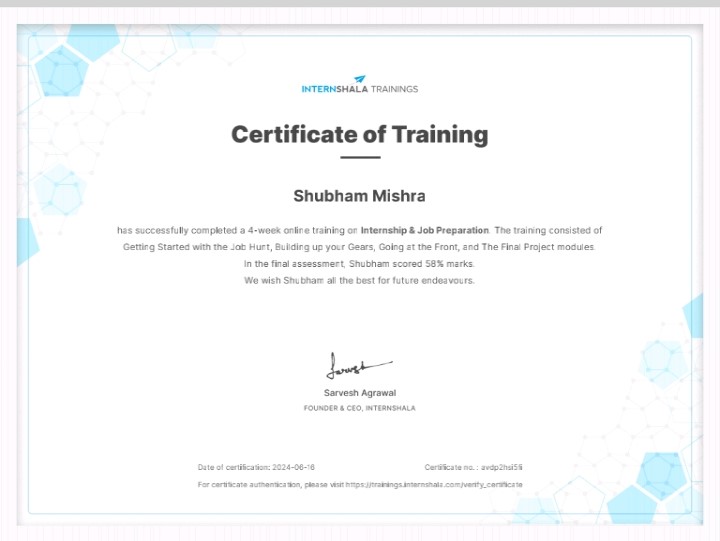 INTERNSHALA TRAININGS
Certificate of Training
Shubham Mishra
has successfully completed a 4-week online training on Internship & Job Preparation. The training consisted of
Getting Started with the Job Hunt, Building up your Gears, Going at the Front, and The Final Project modules.
In the final assessment, Shubham scored 58% marks.
We wish Shubham all the best for future endeavours.
Sarvesh
Sarvesh Agrawal
FOUNDER & CEO, INTERNSHALA
Date of certification: 2024-06-16 Certificate no. :
For certificate authentication, please visit https://trainings.internshala.com/verify_certificate